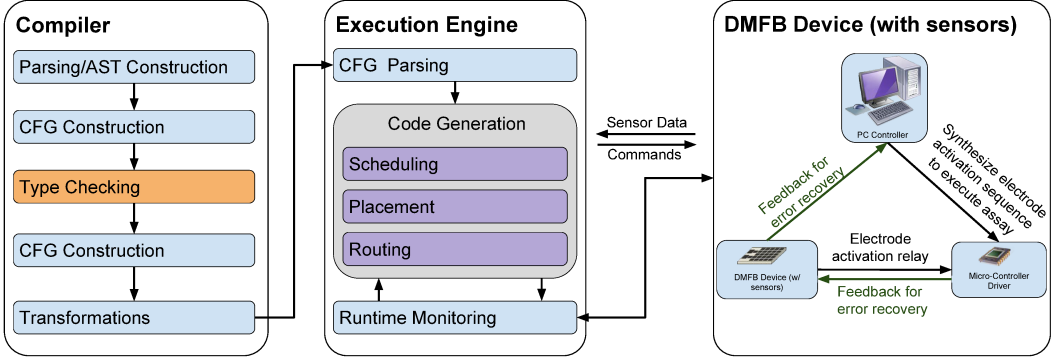 Compiler
Parsing/AST Construction
CFG Construction
Type Checking
CFG Construction
Transformations
Execution Engine
CFG  Parsing
Code Generation
Scheduling
Placement
Routing
Runtime Monitoring
Sensor Data
Commands
DMFB Device (with sensors)
PC Controller
Synthesize electrode
activation sequence
to execute assay
Feedback for
error recovery
Electrode
activation relay
Feedback for
error recovery
DMFB Device (w/
sensors)
Micro-Controller
Driver